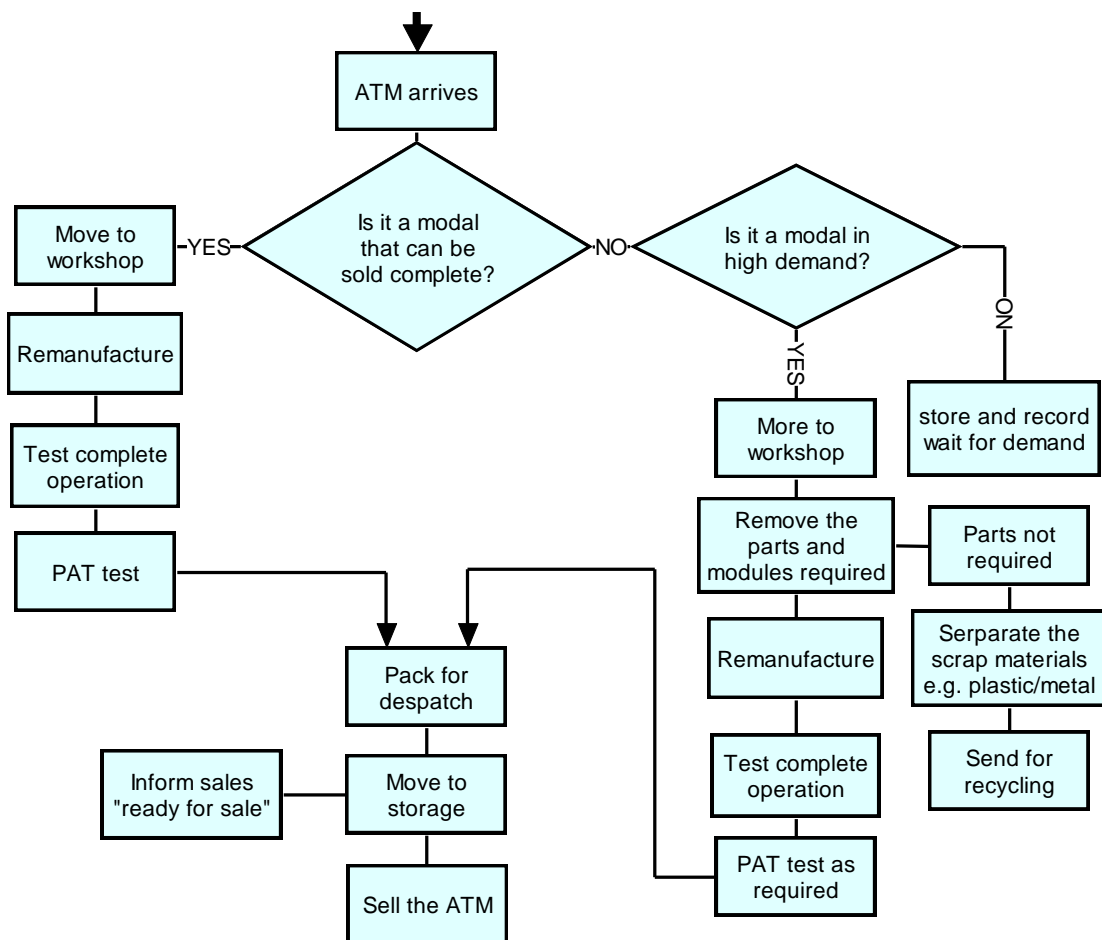 ATM arrives
Is it a modal
that can be
sold complete?
YES
Move to
workshop
Remanufacture
Test complete
operation
PAT test
NO
Is it a modal in
high demand?
NO
store and record
wait for demand
YES
More to
workshop
Remove the
parts and
modules required
Parts not
required
Serparate the
scrap materials
e.g. plastic/metal
Send for
recycling
Remanufacture
Test complete
operation
PAT test as
required
Pack for
despatch
Move to
storage
Inform sales
"ready for sale"
Sell the ATM